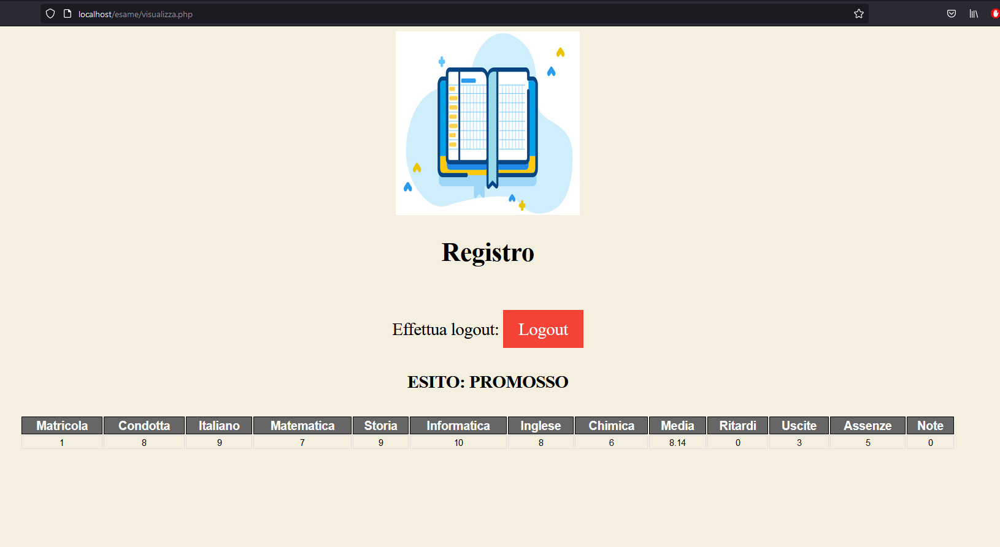 localhost/esame/visualizza.php
Registro
Effettua logout: Logout
ESITO: PROMOSSO
Matricola Condotta Italiano Matematica Storia Informatica Inglese Chimica Media Ritardi Uscite Assenze Note
1 8 9 7 9 10 8 6 8.14 0 3 5 0